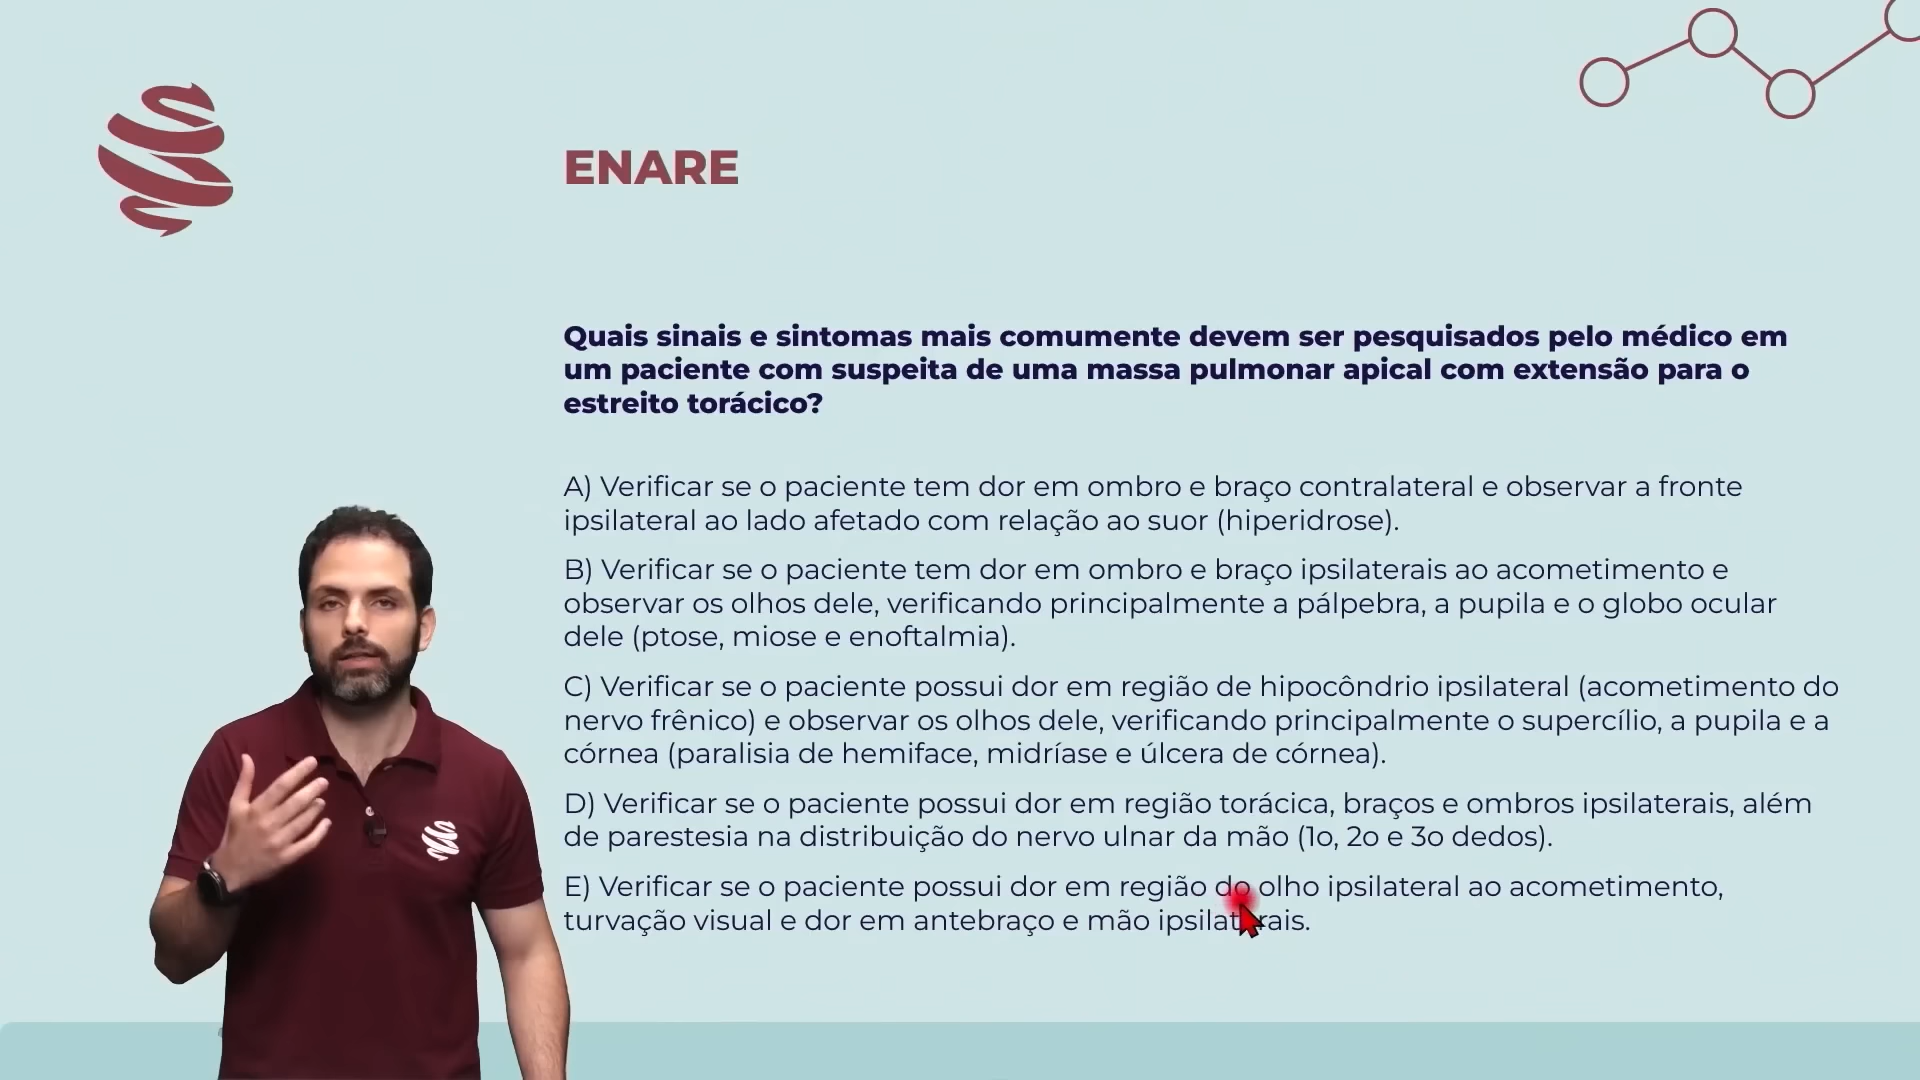 ENARE
Quais sinais e sintomas mais comumente devem ser pesquisados pelo médico em
um paciente com suspeita de uma massa pulmonar apical com extensão para o
estreito torácico?
A) Verificar se o paciente tem dor em ombro e braço contralateral e observar a fronte
ipsilateral ao lado afetado com relação ao suor (hiperidrose).
B) Verificar se o paciente tem dor em ombro e braço ipsilaterais ao acometimento e
observar os olhos dele, verificando principalmente a pálpebra, a pupila e o globo ocular
dele (ptose, miose e enoftalmia).
C) Verificar se o paciente possui dor em região de hipocôndrio ipsilateral (acometimento do
nervo frênico) e observar os olhos dele, verificando principalmente o supercílio, a pupila e a
córnea (paralisia de hemiface, midríase e úlcera de córnea).
D) Verificar se o paciente possui dor em região torácica, braços e ombros ipsilaterais, além
de parestesia na distribuição do nervo ulnar da mão (1o, 2o e 3o dedos).
E) Verificar se o paciente possui dor em região do olho ipsilateral ao acometimento,
turvação visual e dor em antebraço e mão ipsilaterais.